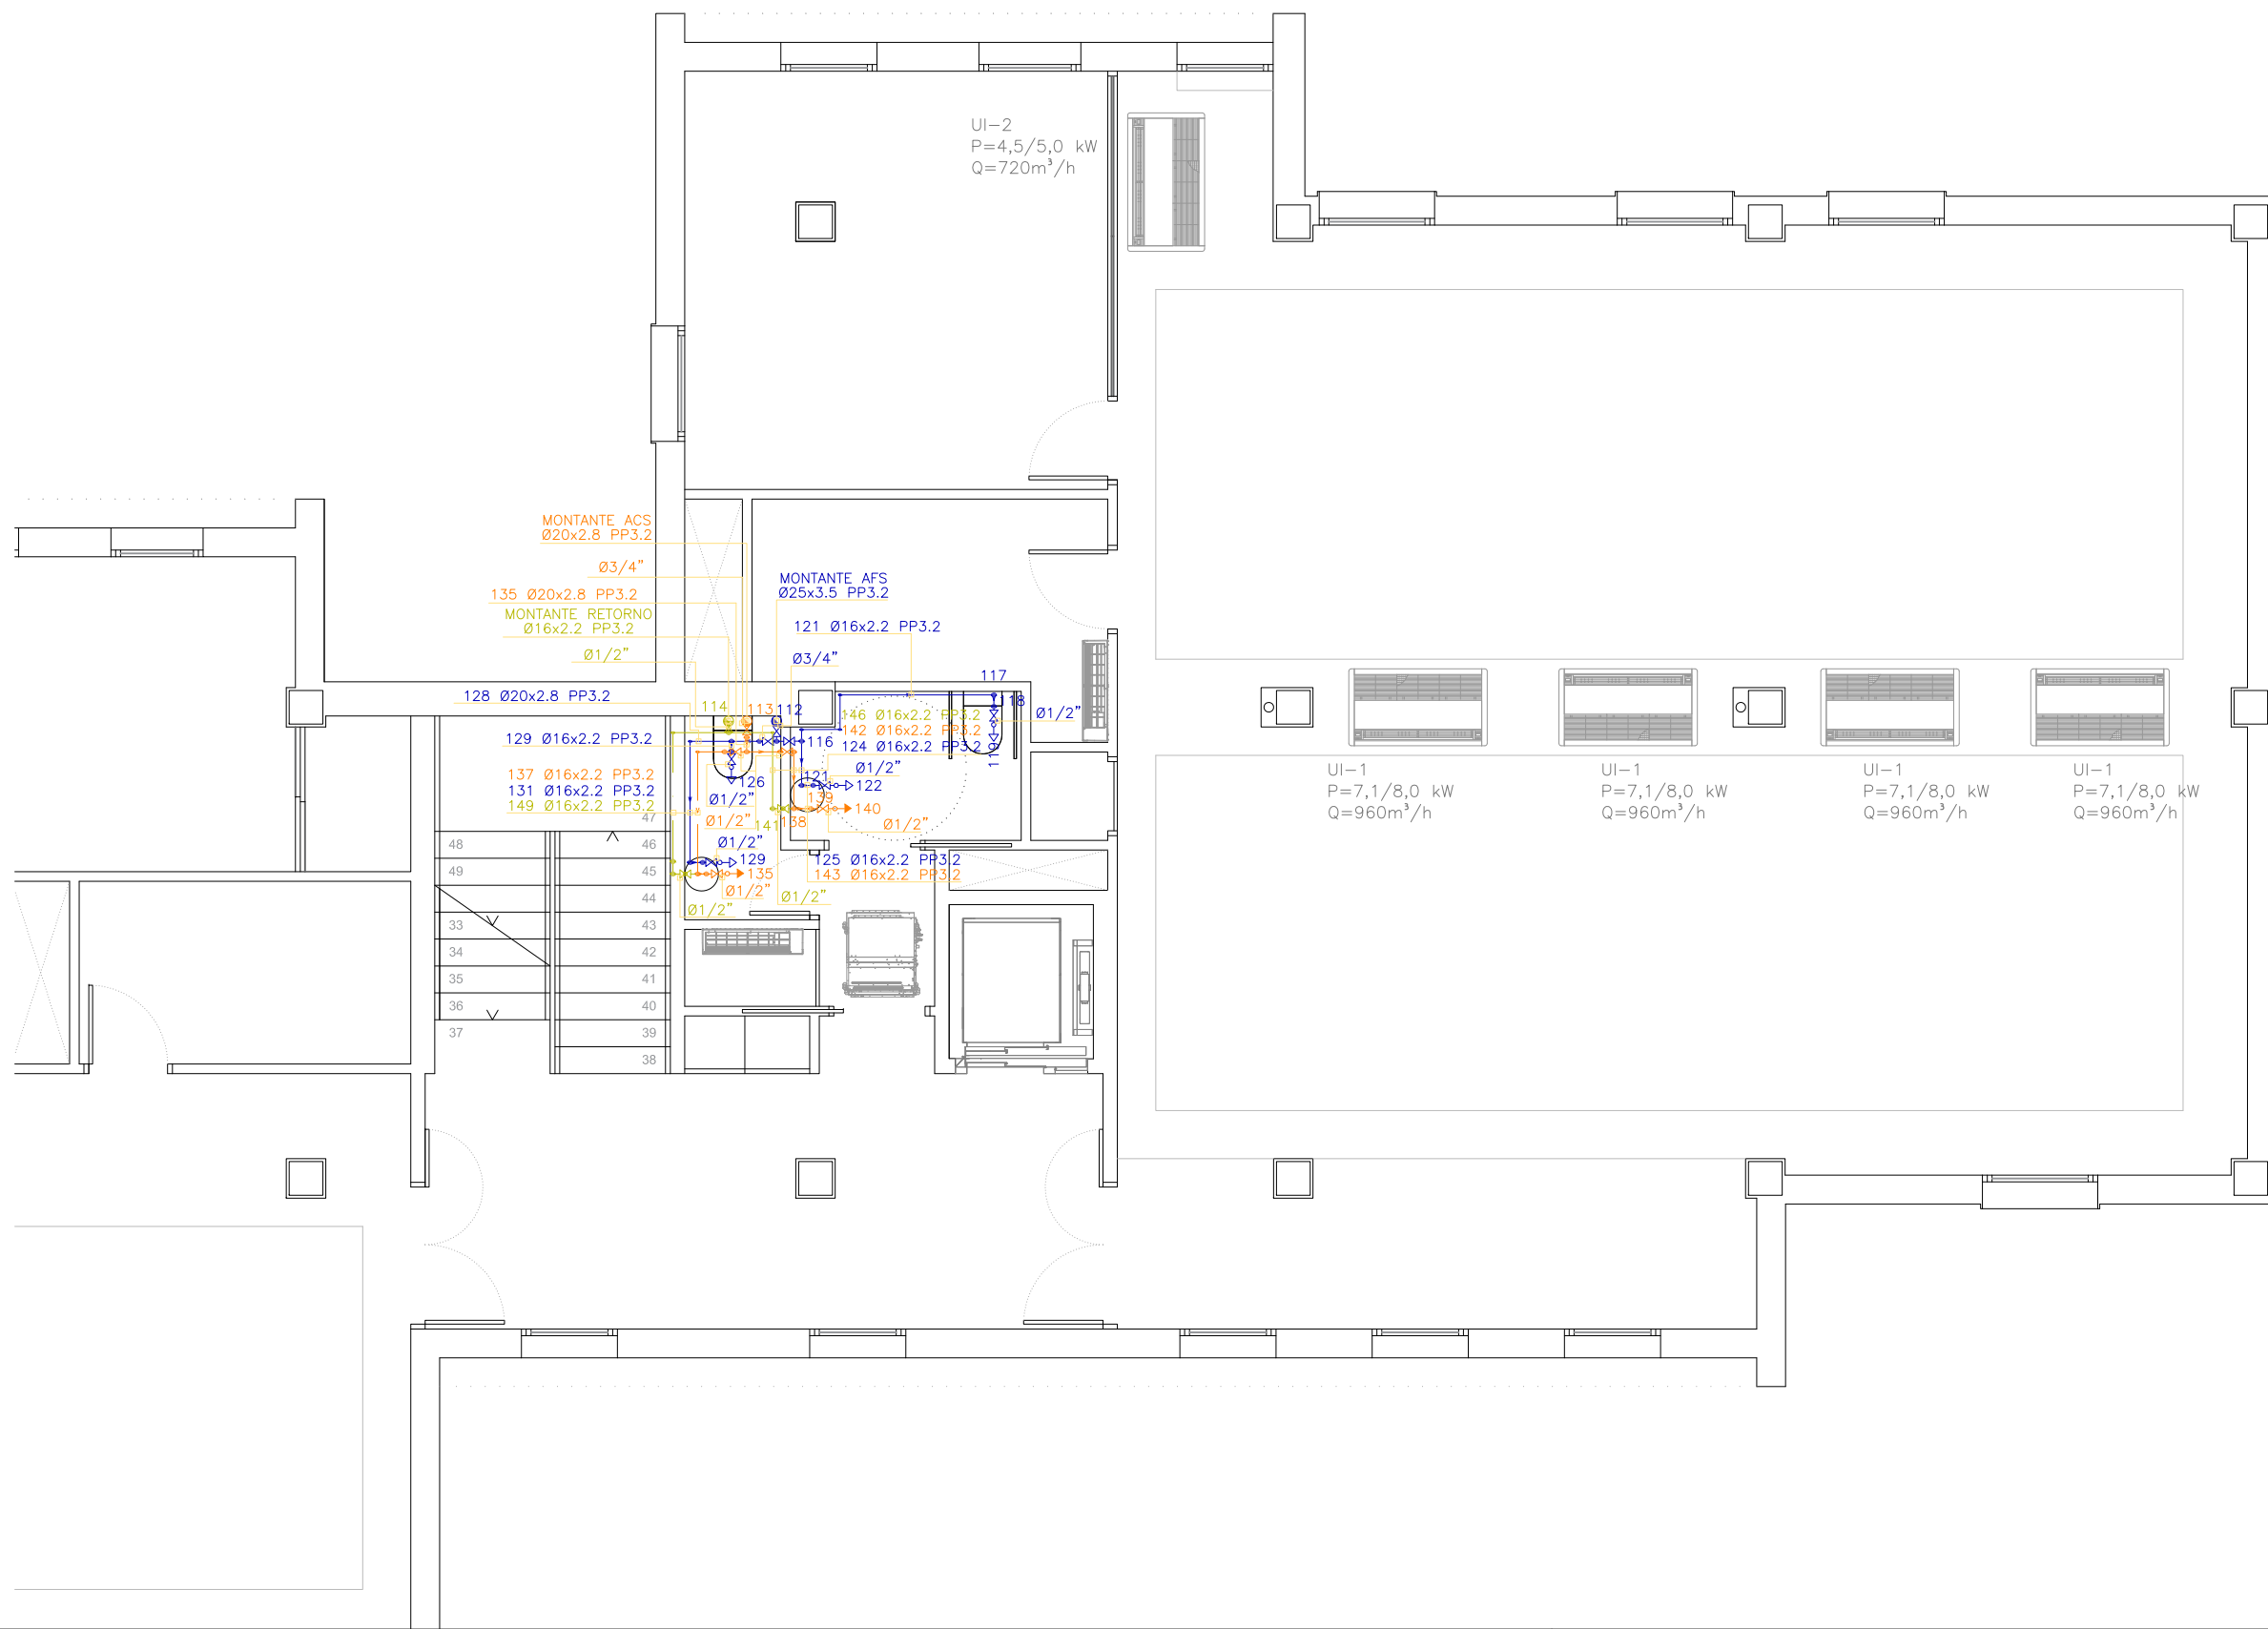 UI-2
P=4,5/5,0 kW
Q=720m³/h
MONTANTE ACS
Ø20x2.8 PP3.2
Ø3/4"
135 Ø20x2.8 PP3.2
MONTANTE RETORNO
Ø16x2.2 PP3.2
Ø1/2"
MONTANTE AFS
Ø25x3.5 PP3.2
121 Ø16x2.2 PP3.2
Ø3/4"
128 Ø20x2.8 PP3.2
117
118
119
114
113
112
116
Ø1/2"
146 Ø16x2.2 PP3.2
142 Ø16x2.2 PP3.2
124 Ø16x2.2 PP3.2
129 Ø16x2.2 PP3.2
137 Ø16x2.2 PP3.2
131 Ø16x2.2 PP3.2
149 Ø16x2.2 PP3.2
126
121
Ø1/2"
122
Ø1/2"
139
140
Ø1/2"
141
138
Ø1/2"
Ø1/2"
129
125 Ø16x2.2 PP3.2
143 Ø16x2.2 PP3.2
135
Ø1/2"
Ø1/2"
Ø1/2"
47
48
46
49
45
44
33
43
34
42
35
41
36
40
37
39
38
UI-1
P=7,1/8,0 kW
Q=960m³/h
UI-1
P=7,1/8,0 kW
Q=960m³/h
UI-1
P=7,1/8,0 kW
Q=960m³/h
UI-1
P=7,1/8,0 kW
Q=960m³/h